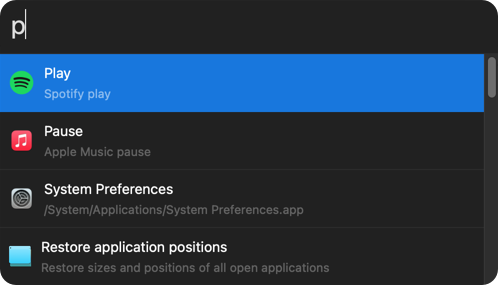 p
Play
Spotify play
Pause
Apple Music pause
System Preferences
/System/Applications/System Preferences.app
Restore application positions
Restore sizes and positions of all open applications